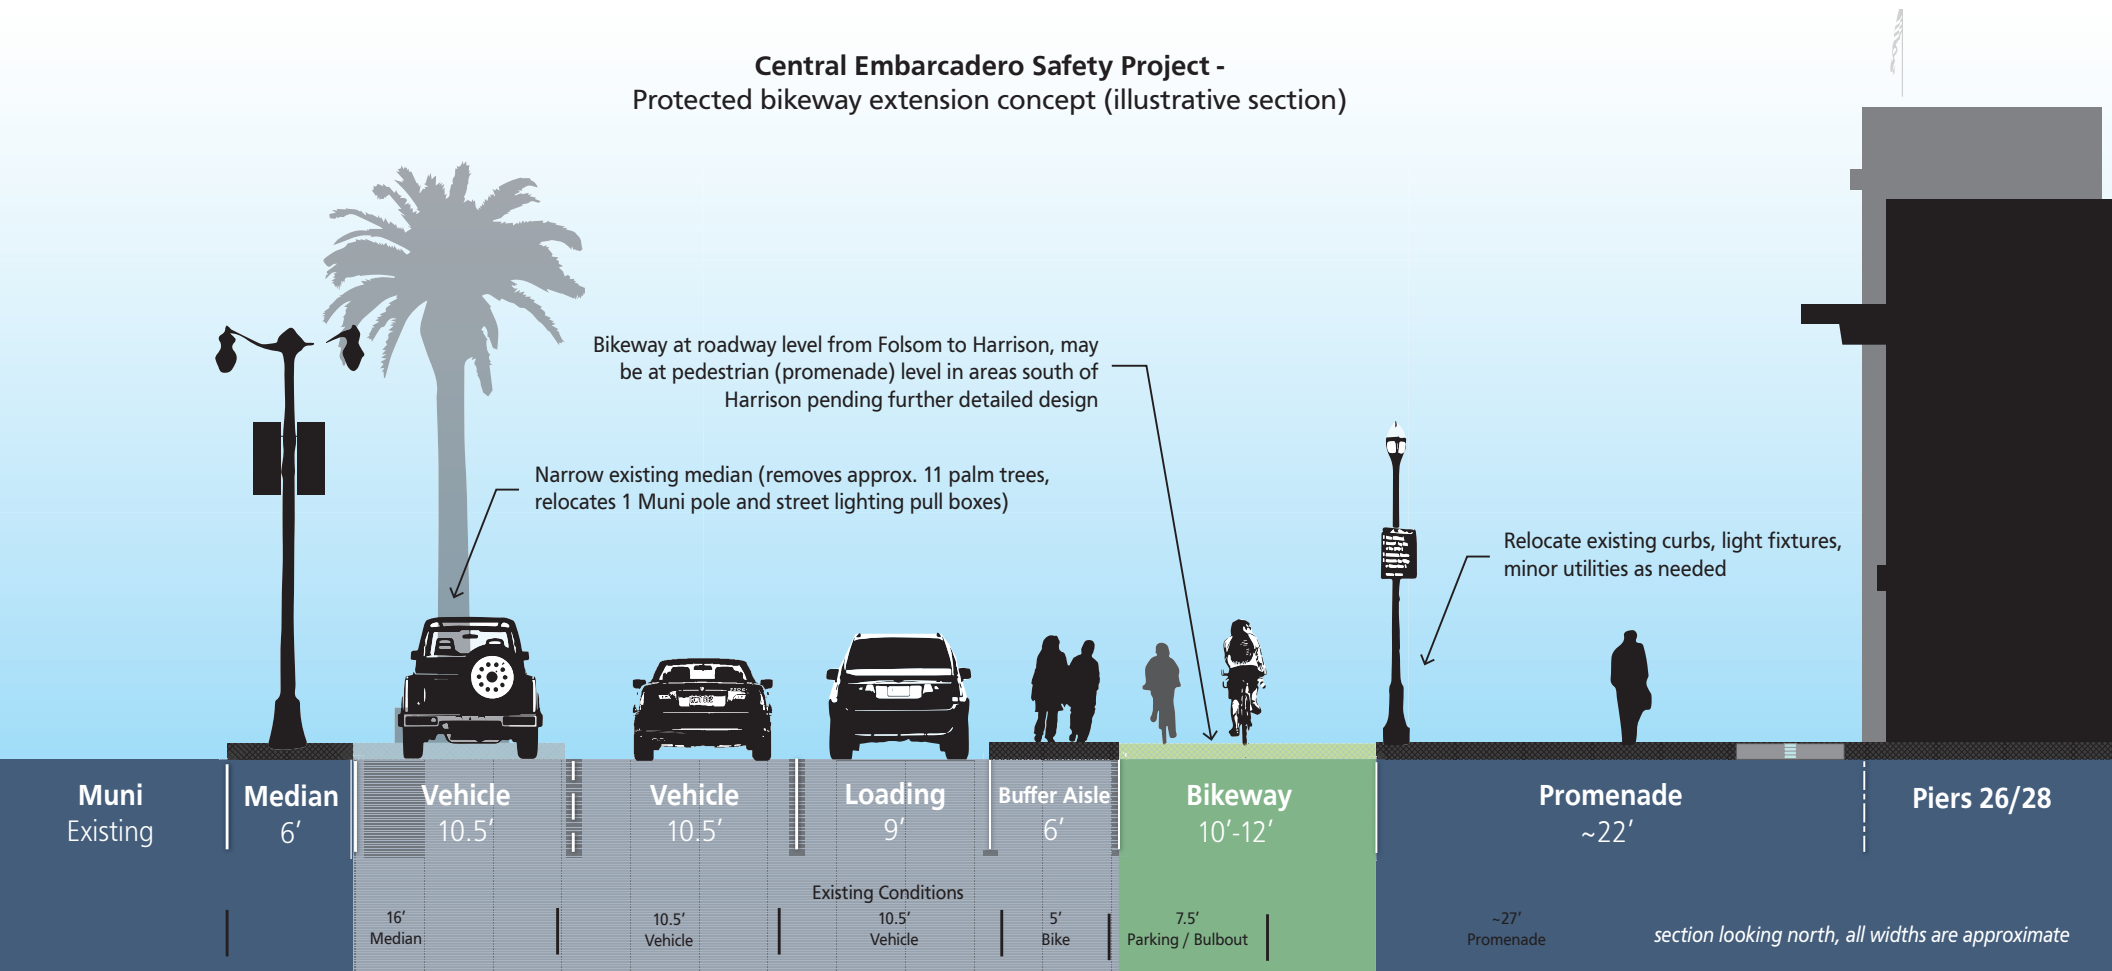 Central Embarcadero Safety Project -
Protected bikeway extension concept (illustrative section)
Bikeway at roadway level from Folsom to Harrison, may
be at pedestrian (promenade) level in areas south of
Harrison pending further detailed design
Narrow existing median (removes approx. 11 palm trees,
relocates 1 Muni pole and street lighting pull boxes)
Relocate existing curbs, light fixtures,
minor utilities as needed
Muni
Existing
Median
6’
Vehicle
10.5’
Vehicle
10.5’
Loading
9’
Buffer Aisle
6’
Bikeway
10’-12’
Promenade
~22’
Piers 26/28
Existing Conditions
16’
Median
10.5’
Vehicle
10.5’
Vehicle
5’
Bike
7.5’
Parking / Bulbout
~27’
Promenade
section looking north, all widths are approximate